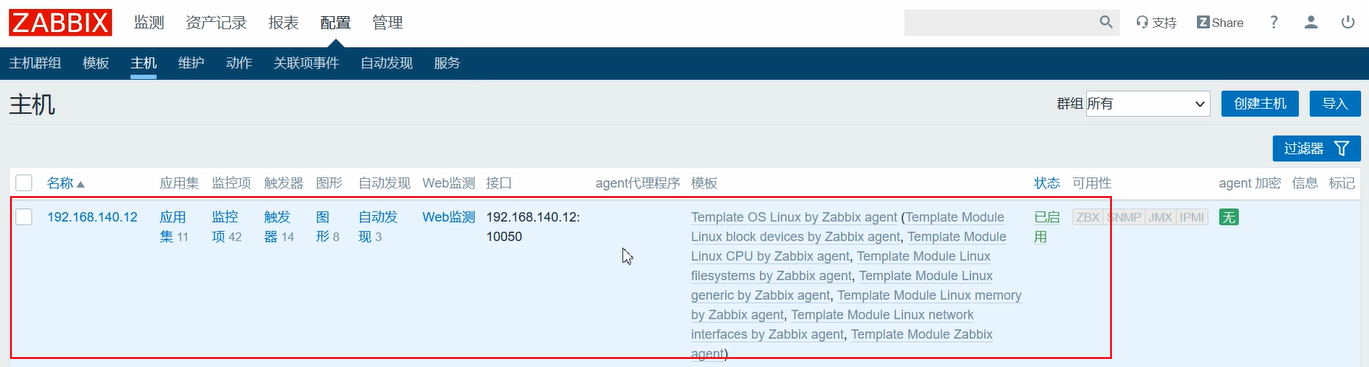 ZABBIX 监测 资产记录 报表 配置 管理 支持 Z Share ?
主机群组 模板 主机 维护 动作 关联项事件 自动发现 服务
主机 群组 所有 创建主机 导入
过滤器
名称 应用集 监控项 触发器 图形 自动发现 Web监测 接口 agent代理程序 模板 状态 可用性 agent 加密 信息 标记
192.168.140.12 应用 监控 触发 图 自动发 Web监测 192.168.140.12: Template OS Linux by Zabbix agent (Template Module 已启 ZBX SNMP JMX IPMI 无
集 11 项 42 器 14 形 8 现 3 10050 Linux block devices by Zabbix agent, Template Module 用
Linux CPU by Zabbix agent, Template Module Linux
filesystems by Zabbix agent, Template Module Linux
generic by Zabbix agent, Template Module Linux memory
by Zabbix agent, Template Module Linux network
interfaces by Zabbix agent, Template Module Zabbix
agent)